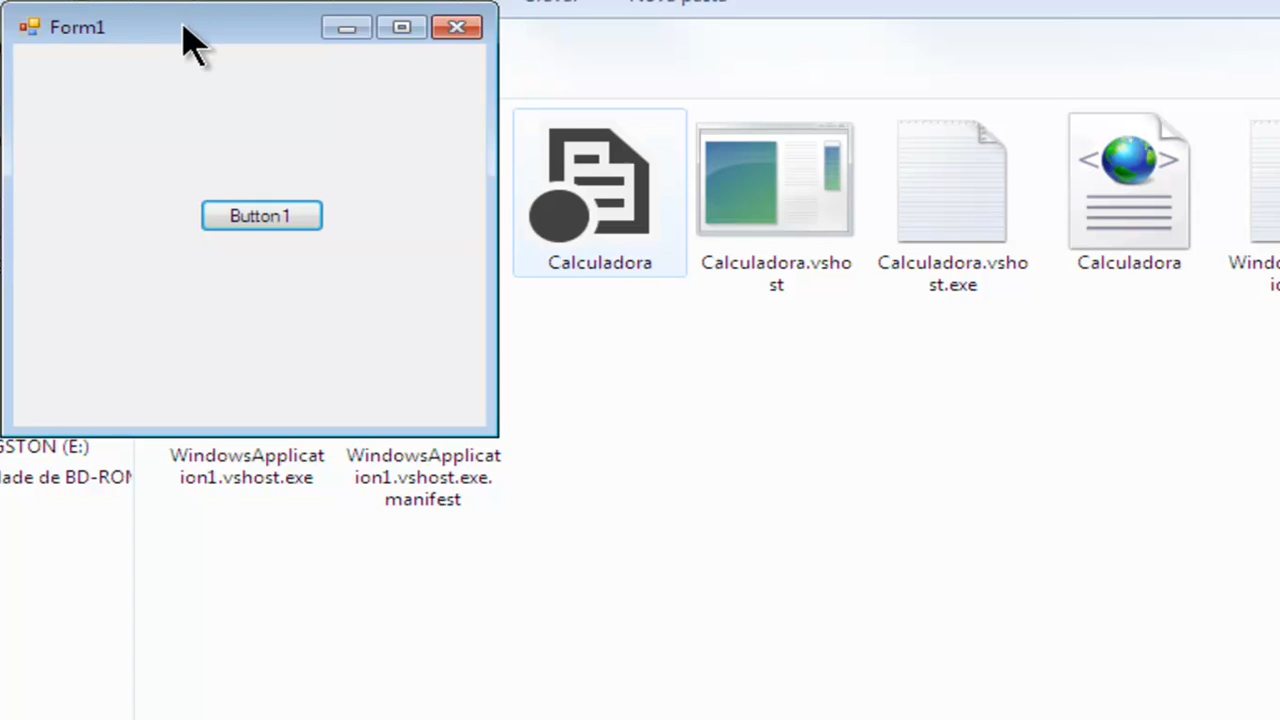 Form1
Button1
Calculadora
Calculadora.vsho
st
Calculadora.vsho
st.exe
Calculadora
(E:)
de
WindowsApplicat
ion1.vshost.exe
WindowsApplicat
ion1.vshost.exe.
manifest